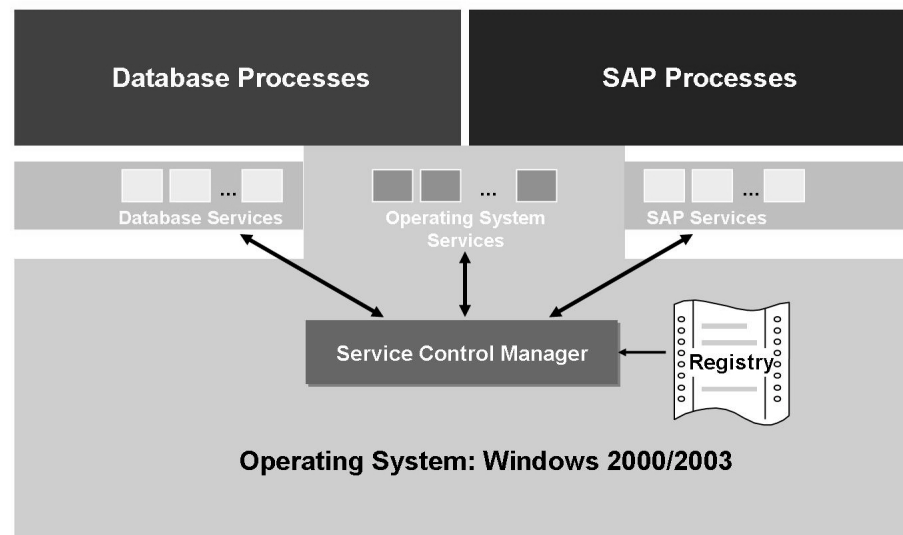 Database Processes
SAP Processes
...
...
...
Database Services
Operating System
Services
SAP Services
Service Control Manager
Registry
Operating System: Windows 2000/2003